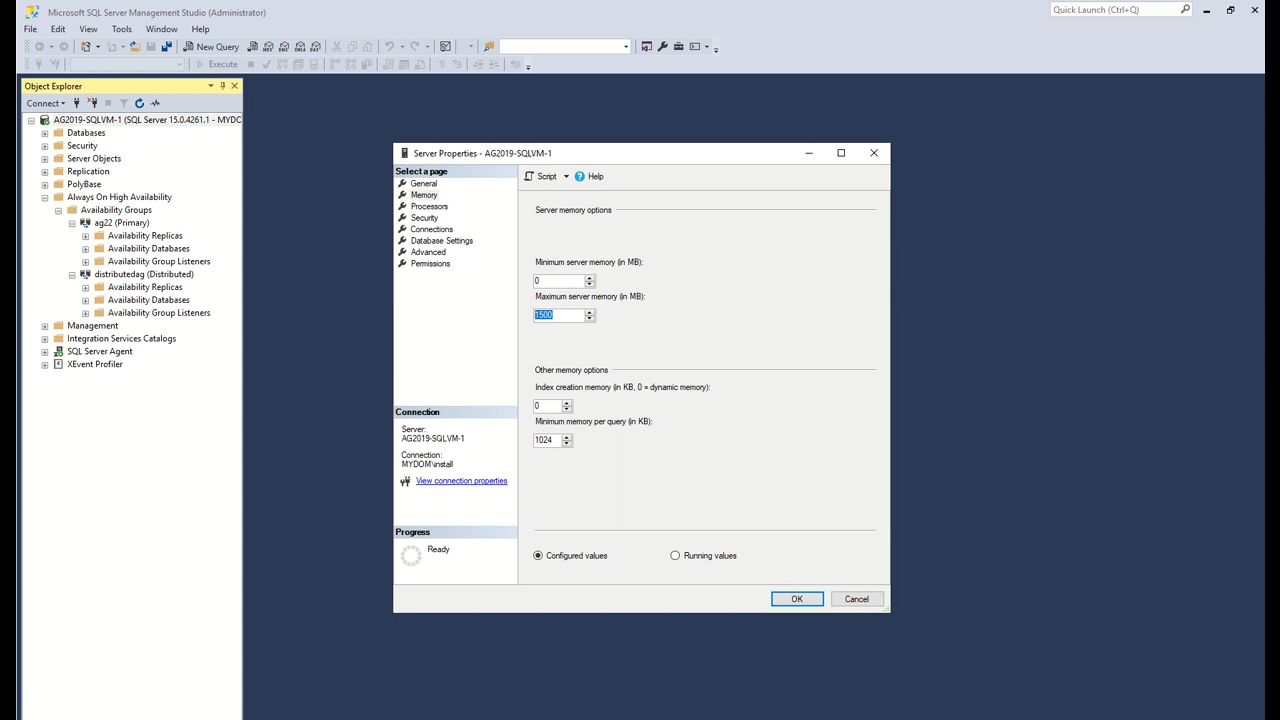 Microsoft SQL Server Management Studio (Administrator)
Quick Launch (Ctrl+Q)
File Edit View Tools Window Help
New Query
Execute
Object Explorer
Connect
AG2019-SQLVM-1 (SQL Server 15.0.4261.1 - MYDO
Databases
Security
Server Objects
Replication
PolyBase
Always On High Availability
Availability Groups
ag22 (Primary)
Availability Replicas
Availability Databases
Availability Group Listeners
distributedag (Distributed)
Availability Replicas
Availability Databases
Availability Group Listeners
Management
Integration Services Catalogs
SQL Server Agent
XEvent Profiler
Server Properties - AG2019-SQLVM-1
Select a page
General
Memory
Processors
Security
Connections
Database Settings
Advanced
Permissions
Connection
Server:
AG2019-SQLVM-1
Connection:
MYDOM\install
View connection properties
Progress
Ready
Script Help
Server memory options
Minimum server memory (in MB):
0
Maximum server memory (in MB):
1500
Other memory options
Index creation memory (in KB, 0 = dynamic memory):
0
Minimum memory per query (in KB):
1024
Configured values Running values
OK Cancel